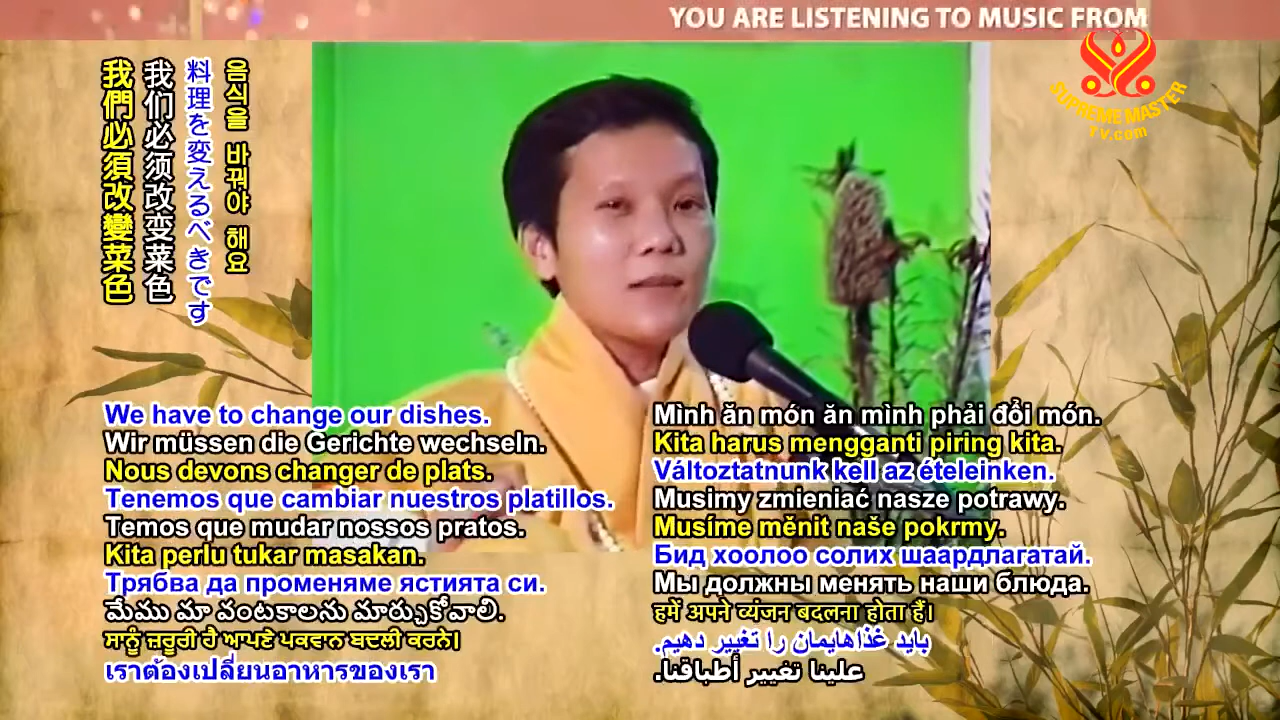 YOU ARE LISTENING TO MUSIC FROM
SUPREME MASTER
TV.com
我們必須改變菜色
我们必须改变菜色
料理を変えるべきです
음식을 바꿔야 해요
We have to change our dishes.
Wir müssen die Gerichte wechseln.
Nous devons changer de plats.
Tenemos que cambiar nuestros platillos.
Temos que mudar nossos pratos.
Kita perlu tukar masakan.
Трябва да променяме ястията си.
మేము మా వంటకాలను మార్చుకోవాలి.
ਸਾਨੂੰ ਜ਼ਰੂਰੀ ਹੈ ਆਪਣੇ ਪਕਵਾਨ ਬਦਲੀ ਕਰਨੇ।
เราต้องเปลี่ยนอาหารของเรา
Mình ăn món ăn mình phải đổi món.
Kita harus mengganti piring kita.
Változtatnunk kell az ételeinken.
Musimy zmieniać nasze potrawy.
Musíme měnit naše pokrmy.
Бид хоолоо солих шаардлагатай.
Мы должны менять наши блюда.
हमें अपने व्यंजन बदलना होता हैं।
باید غذاهایمان را تغییر دهیم.
علينا تغيير أطباقنا.